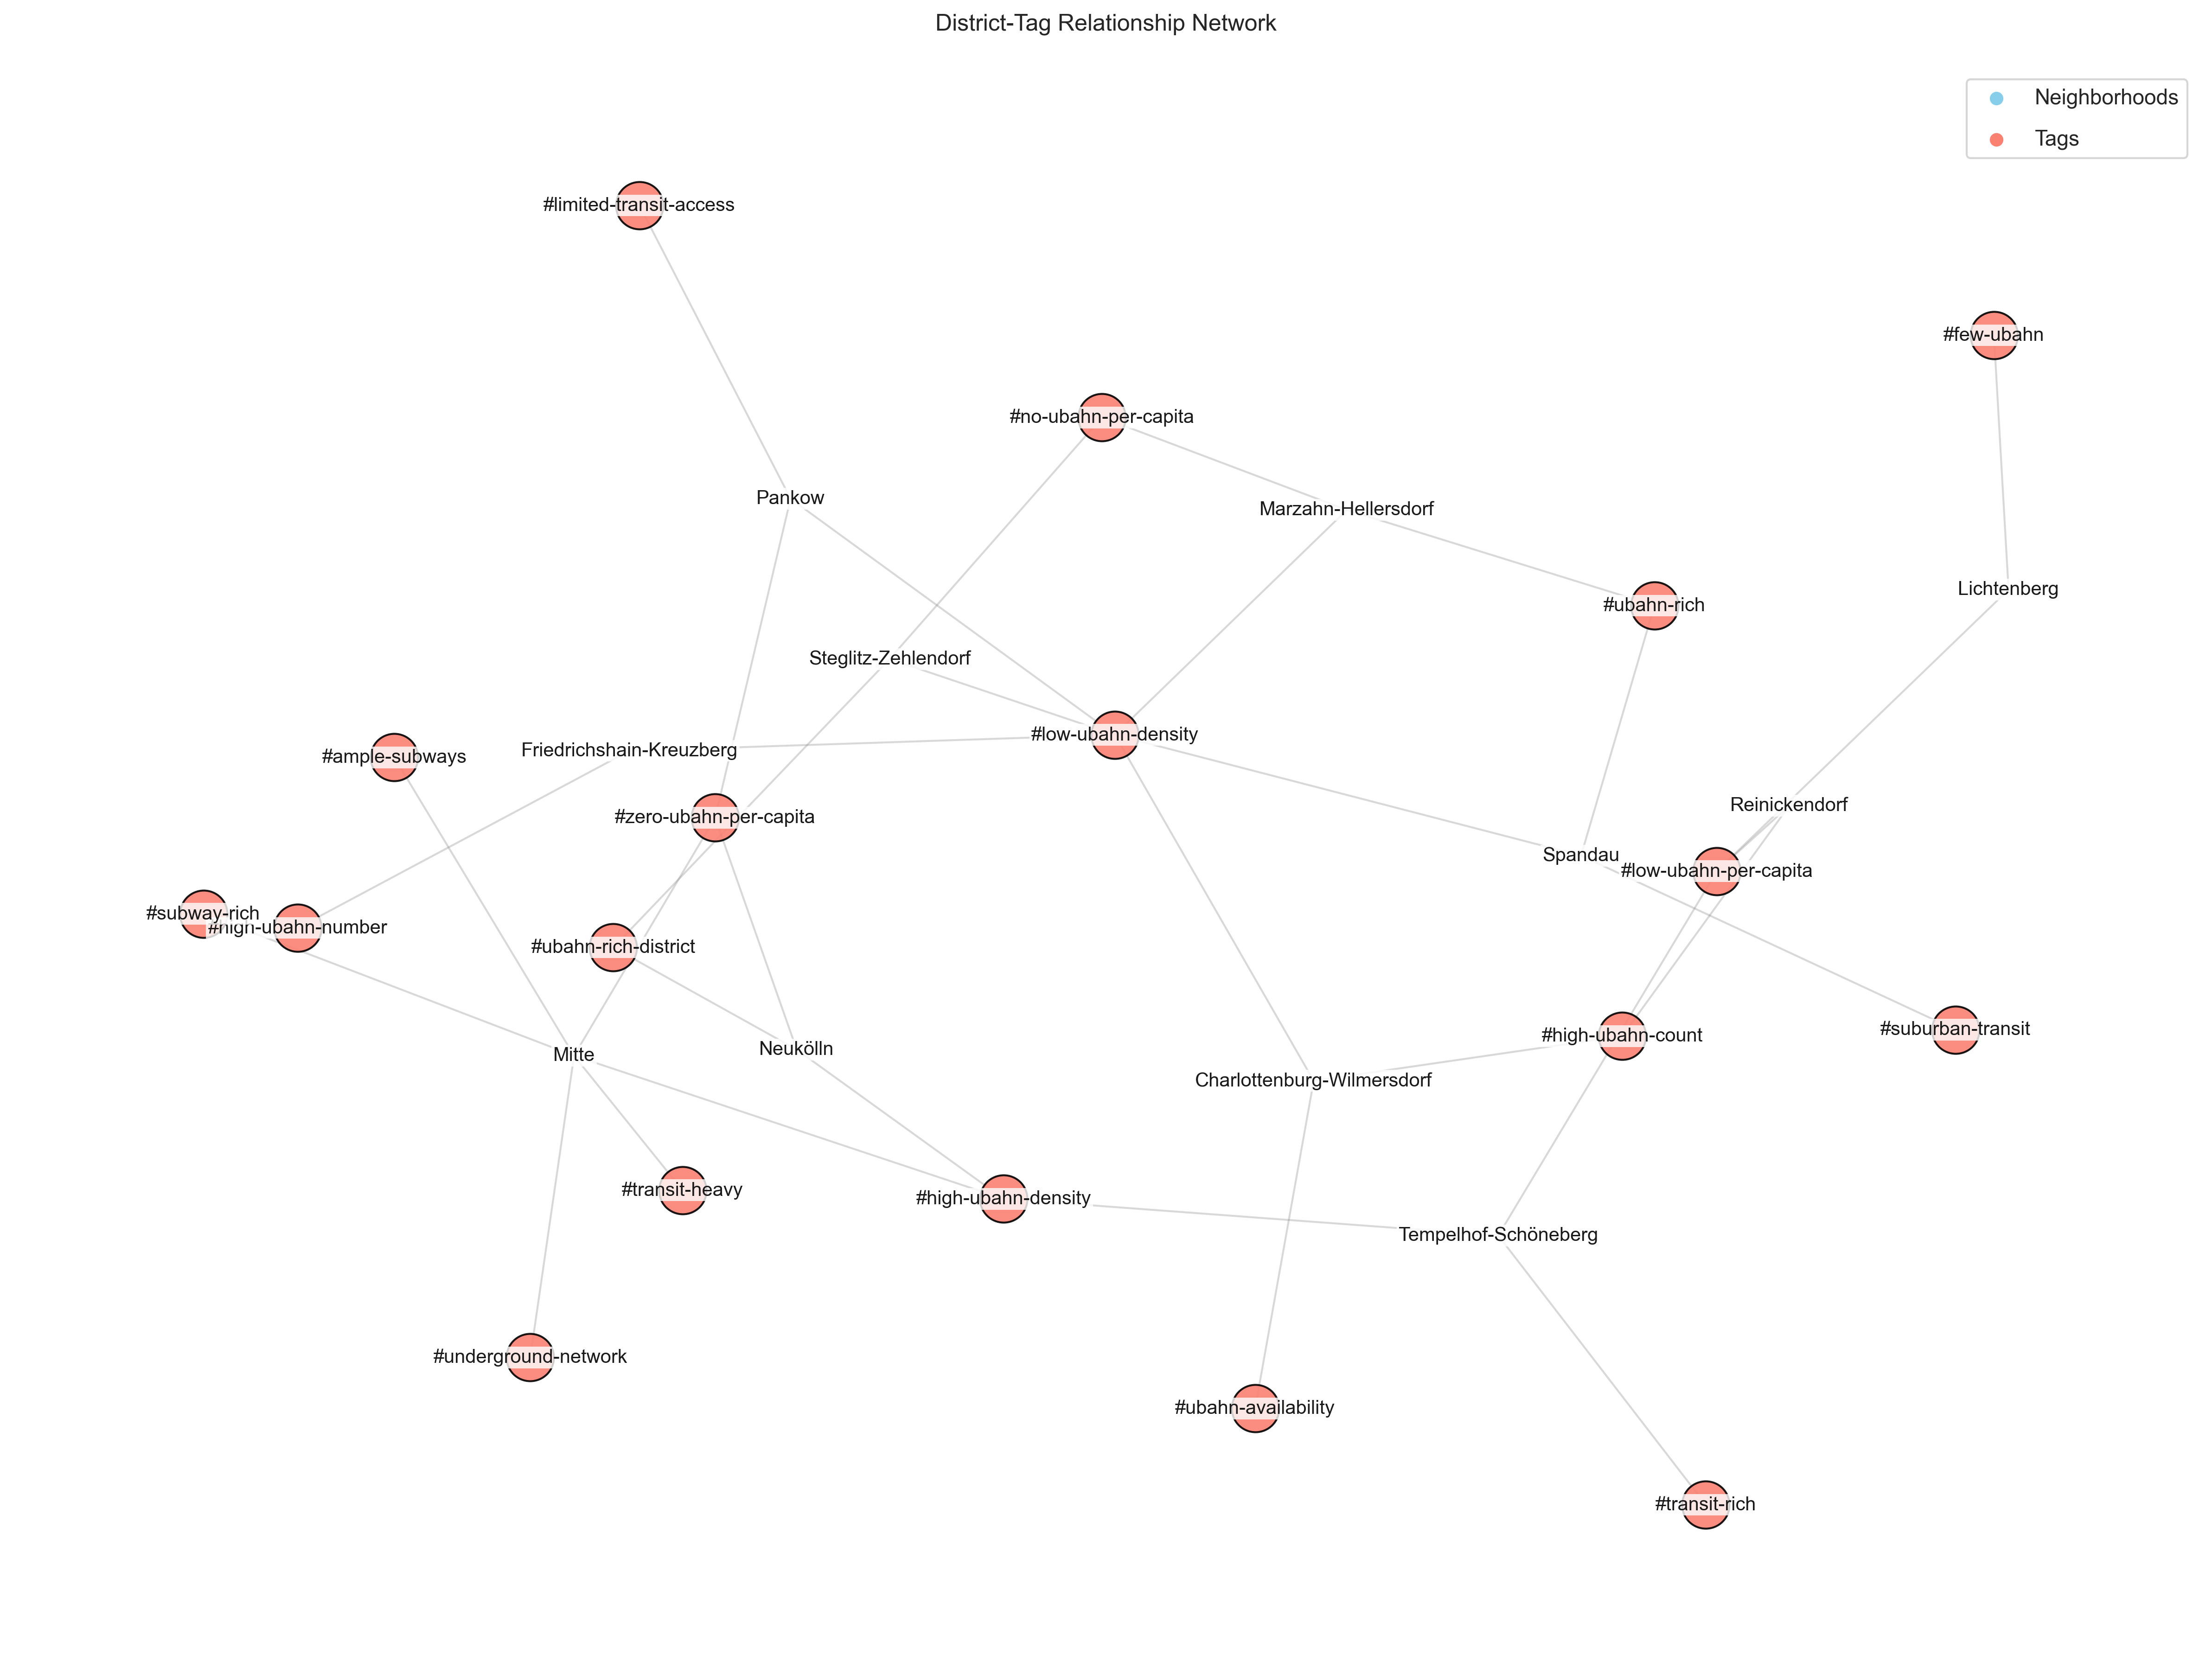 District-Tag Relationship Network
Neighborhoods
Tags
#limited-transit-access
#few-ubahn
#no-ubahn-per-capita
Pankow
Marzahn-Hellersdorf
Lichtenberg
#ubahn-rich
Steglitz-Zehlendorf
#low-ubahn-density
Friedrichshain-Kreuzberg
#ample-subways
Reinickendorf
#zero-ubahn-per-capita
Spandau
#low-ubahn-per-capita
#subway-rich
#high-ubahn-number
#ubahn-rich-district
#suburban-transit
#high-ubahn-count
Neukölln
Mitte
Charlottenburg-Wilmersdorf
#transit-heavy
#high-ubahn-density
Tempelhof-Schöneberg
#underground-network
#ubahn-availability
#transit-rich